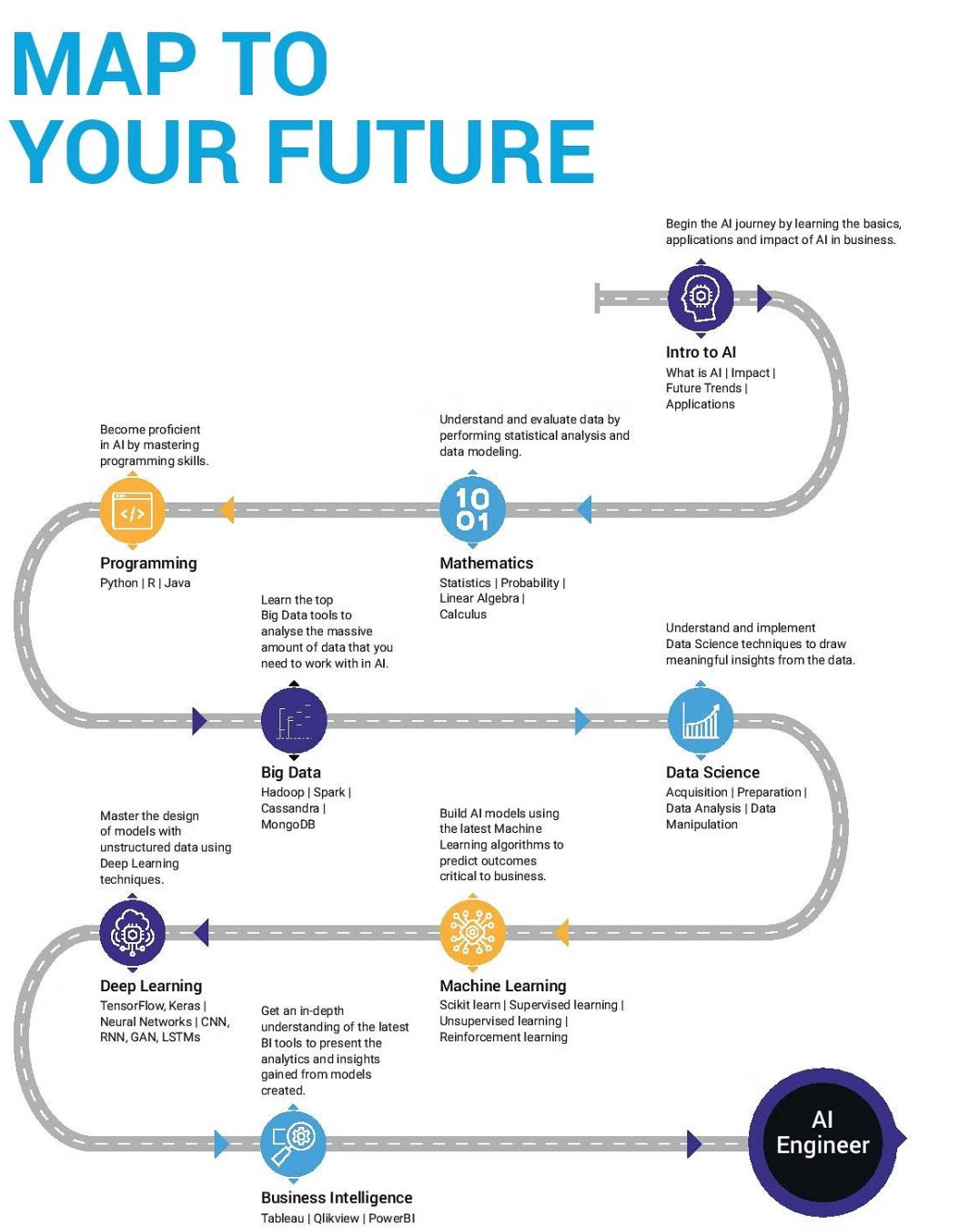 MAP TO
YOUR FUTURE
Begin the AI journey by learning the basics,
applications and impact of AI in business.
Intro to AI
What is AI | Impact |
Future Trends |
Applications
Understand and evaluate data by
performing statistical analysis and
data modeling.
10
01
Mathematics
Statistics | Probability |
Linear Algebra |
Calculus
Become proficient
in AI by mastering
programming skills.
</>
Programming
Python | R | Java
Learn the top
Big Data tools to
analyse the massive
amount of data that you
need to work with in AI.
Big Data
Hadoop | Spark |
Cassandra |
MongoDB
Understand and implement
Data Science techniques to draw
meaningful insights from the data.
Data Science
Acquisition | Preparation |
Data Analysis | Data
Manipulation
Build AI models using
the latest Machine
Learning algorithms to
predict outcomes
critical to business.
Machine Learning
Scikit learn | Supervised learning |
Unsupervised learning |
Reinforcement learning
Master the design
of models with
unstructured data using
Deep Learning
techniques.
Deep Learning
TensorFlow, Keras |
Neural Networks | CNN,
RNN, GAN, LSTMs
Get an in-depth
understanding of the latest
BI tools to present the
analytics and insights
gained from models
created.
Business Intelligence
Tableau | Qlikview | PowerBI
AI
Engineer